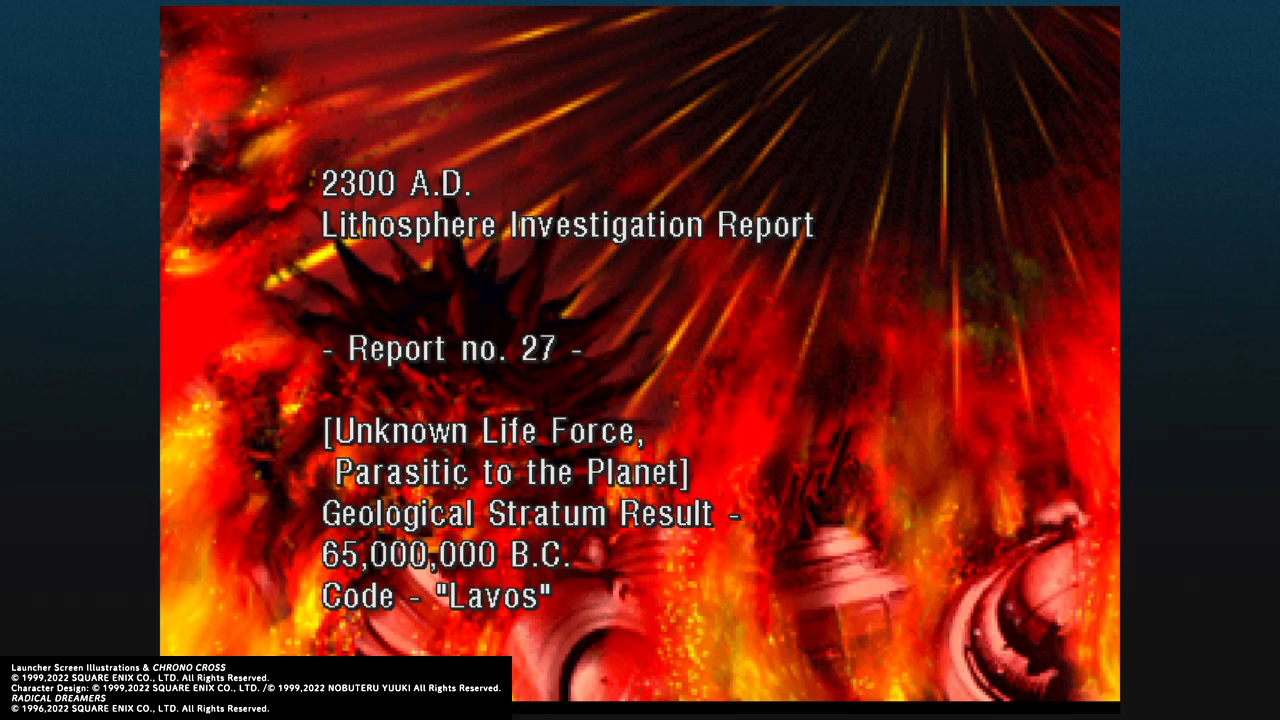 2300 A.D.
Lithosphere Investigation Report
- Report no. 27 -
[Unknown Life Force,
Parasitic to the Planet]
Geological Stratum Result -
65,000,000 B.C.
Code - "Lavos"
Launcher Screen Illustrations & CHRONO CROSS
© 1999,2022 SQUARE ENIX CO., LTD. All Rights Reserved.
Character Design: © 1999,2022 SQUARE ENIX CO., LTD. /© 1999,2022 NOBUTERU YUUKI All Rights Reserved.
RADICAL DREAMERS
© 1996,2022 SQUARE ENIX CO., LTD. All Rights Reserved.